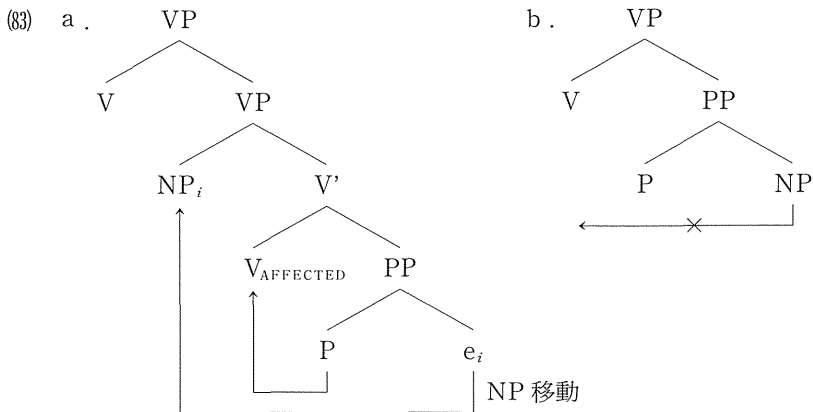 (83) a. VP b. VP
V VP V PP
NPi V' P NP
VAFFECTED PP
P ei
NP 移動